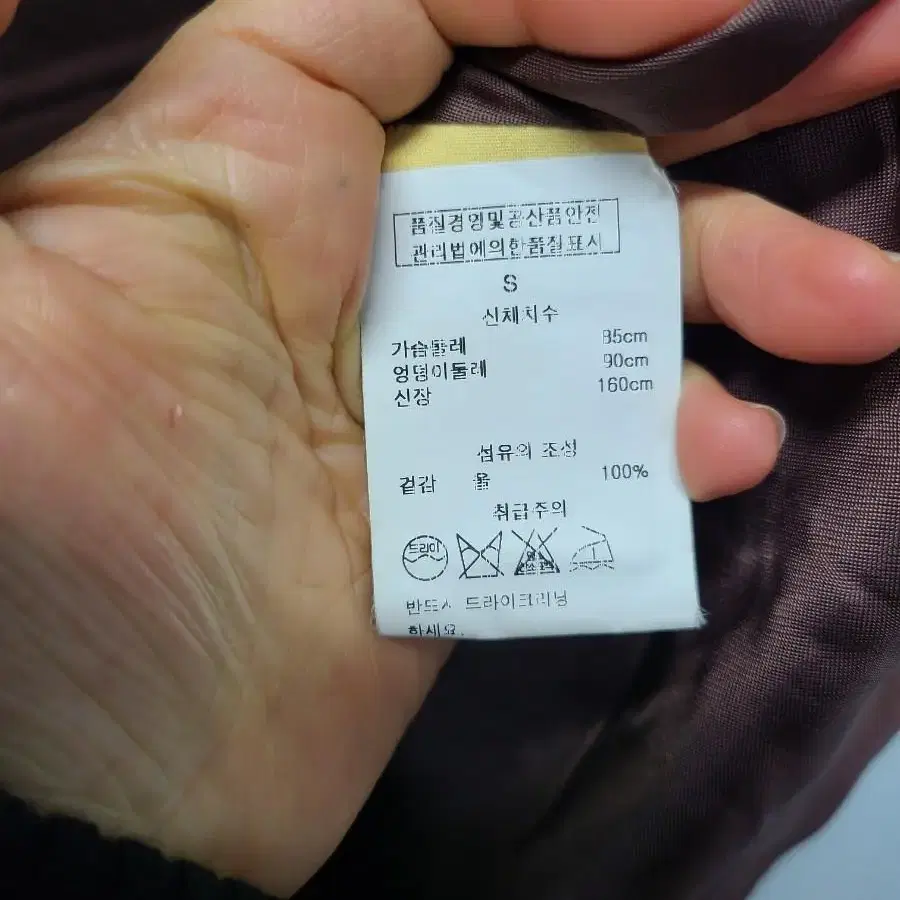 품질경영및공산품안전
관리법에의한품질표시
S
신체치수
가슴둘레 85cm
엉덩이둘레 90cm
신장 160cm
섬유의 조성
겉감 울 100%
취급주의
드라이
반드시 드라이크리닝
하세요.